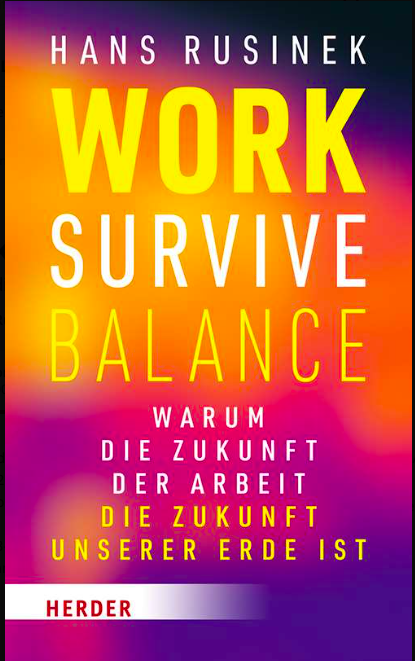 HANS RUSINEK
WORK
SURVIVE
BALANCE
WARUM
DIE ZUKUNFT
DER ARBEIT
DIE ZUKUNFT
UNSERER ERDE IST
HERDER